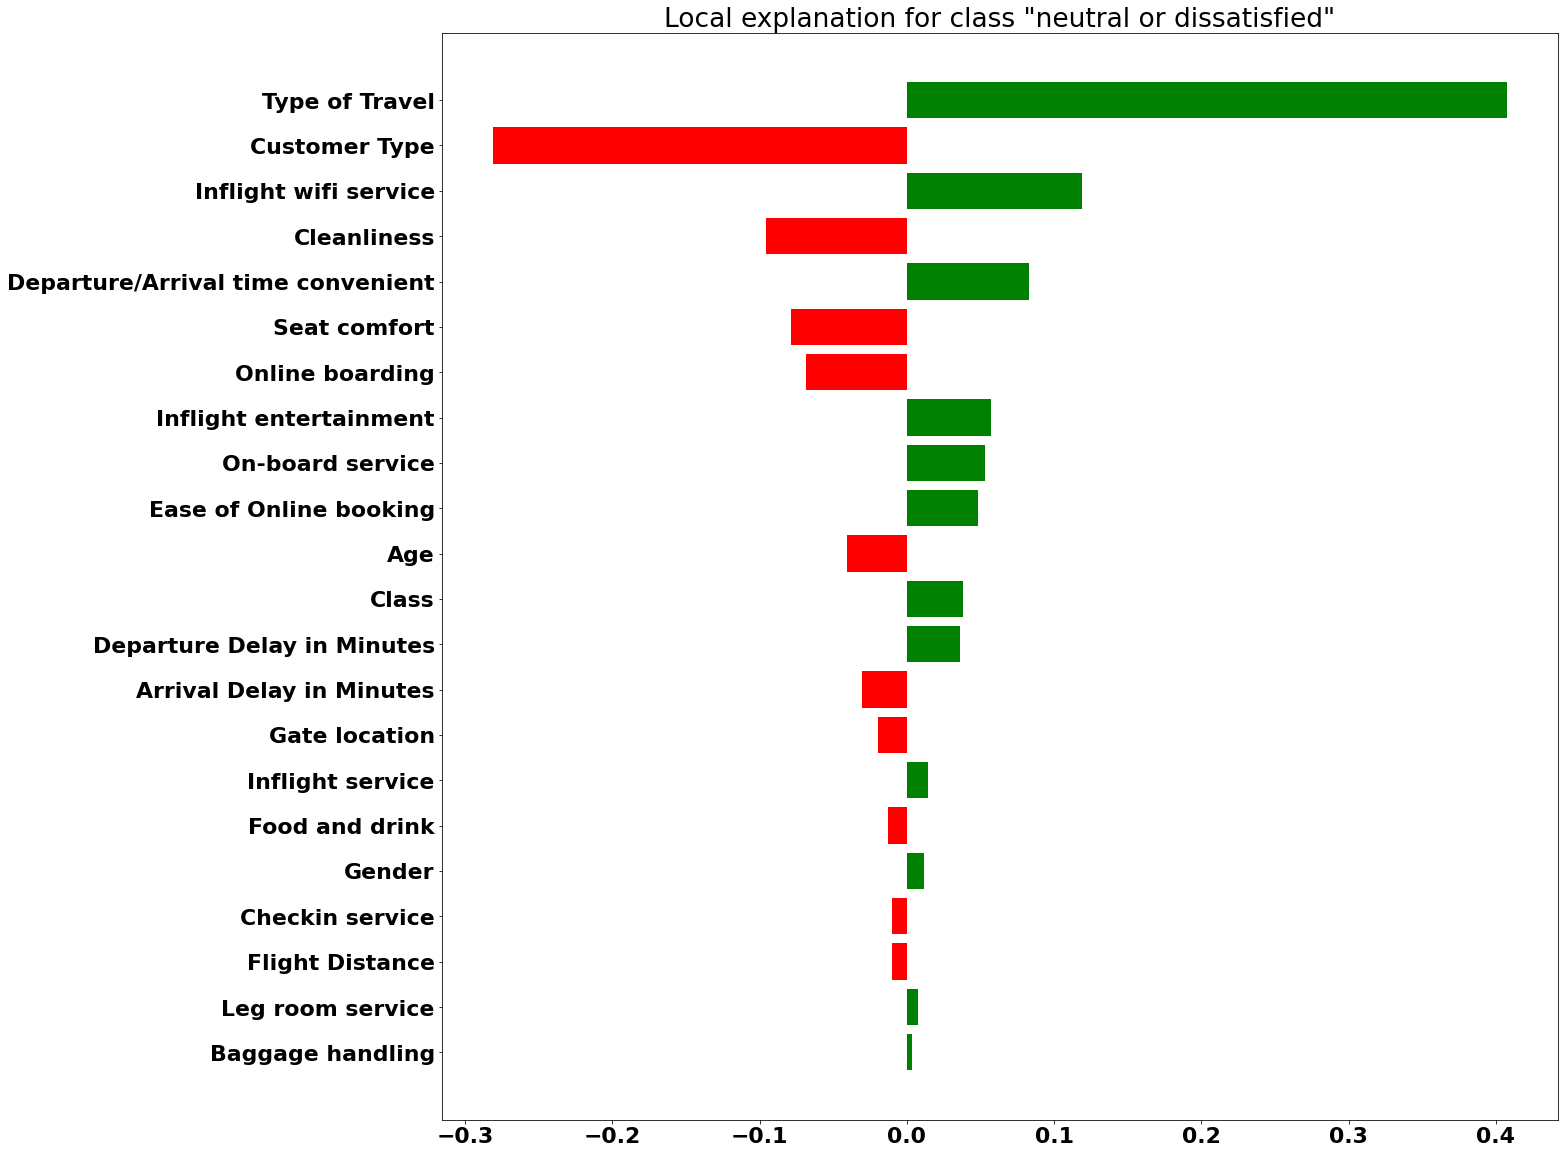 Local explanation for class "neutral or dissatisfied"
Type of Travel
Customer Type
Inflight wifi service
Cleanliness
Departure/Arrival time convenient
Seat comfort
Online boarding
Inflight entertainment
On-board service
Ease of Online booking
Age
Class
Departure Delay in Minutes
Arrival Delay in Minutes
Gate location
Inflight service
Food and drink
Gender
Checkin service
Flight Distance
Leg room service
Baggage handling
−0.3 −0.2 −0.1 0.0 0.1 0.2 0.3 0.4